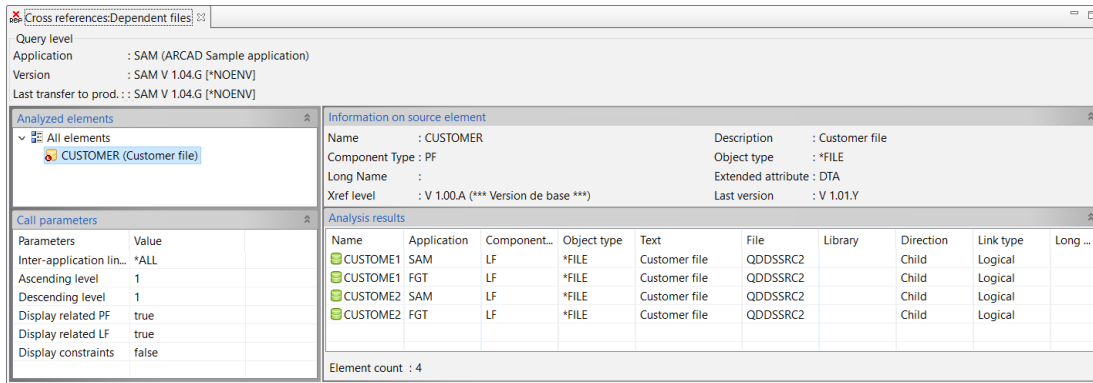 Cross references:Dependent files
Query level
Application : SAM (ARCAD Sample application)
Version : SAM V 1.04.G [*NOENV]
Last transfer to prod. : : SAM V 1.04.G [*NOENV]
Analyzed elements
All elements
CUSTOMER (Customer file)
Information on source element
Name : CUSTOMER Description : Customer file
Component Type : PF Object type : *FILE
Long Name : Extended attribute : DTA
Xref level : V 1.00.A (*** Version de base ***) Last version : V 1.01.Y
Call parameters
Parameters Value
Inter-application lin... *ALL
Ascending level 1
Descending level 1
Display related PF true
Display related LF true
Display constraints false
Analysis results
Name Application Component... Object type Text File Library Direction Link type Long ...
CUSTOME1 SAM LF *FILE Customer file QDDSSRC2 Child Logical
CUSTOME1 FGT LF *FILE Customer file QDDSSRC2 Child Logical
CUSTOME2 SAM LF *FILE Customer file QDDSSRC2 Child Logical
CUSTOME2 FGT LF *FILE Customer file QDDSSRC2 Child Logical
Element count : 4